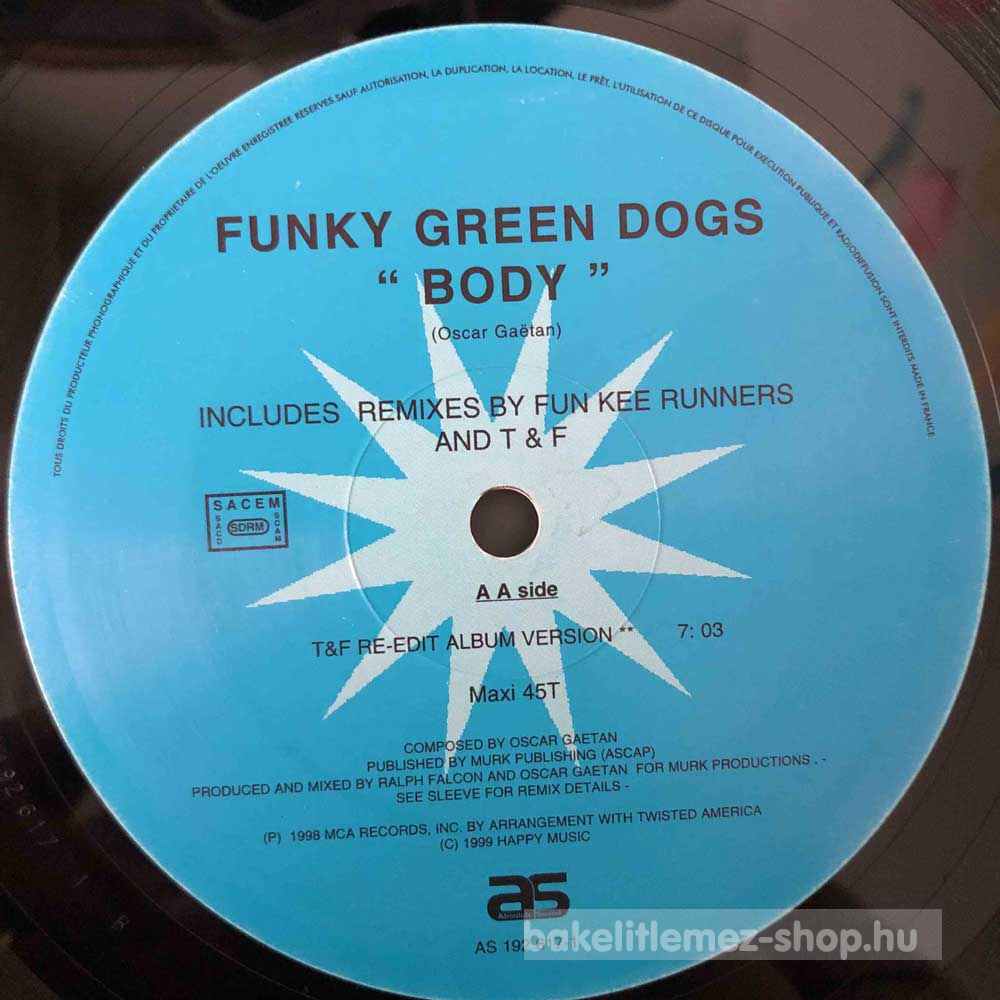 TOUS DROITS DU PRODUCTEUR PHONOGRAPHIQUE ET DU PROPRIETAIRE DE L'OEUVRE ENREGISTREE RESERVES.SAUF AUTORISATION, LA DUPLICATION, LA LOCATION, LE PRÊT, L'UTILISATION DE CE DISQUE POUR EXECUTION PUBLIQUE ET RADIODIFFUSION SONT INTERDITS MADE IN FRANCE
FUNKY GREEN DOGS
“ BODY ”
(Oscar Gaëtan)
INCLUDES REMIXES BY FUN KEE RUNNERS
AND T & F
SACEM
SACD
SDRM
SCAM
A A side
T&F RE-EDIT ALBUM VERSION ** 7: 03
Maxi 45T
COMPOSED BY OSCAR GAETAN
PUBLISHED BY MURK PUBLISHING (ASCAP)
PRODUCED AND MIXED BY RALPH FALCON AND OSCAR GAETAN FOR MURK PRODUCTIONS . -
SEE SLEEVE FOR REMIX DETAILS -
(P) 1998 MCA RECORDS, INC. BY ARRANGEMENT WITH TWISTED AMERICA
(C) 1999 HAPPY MUSIC
as
AS 192
bakelitlemez-shop.hu